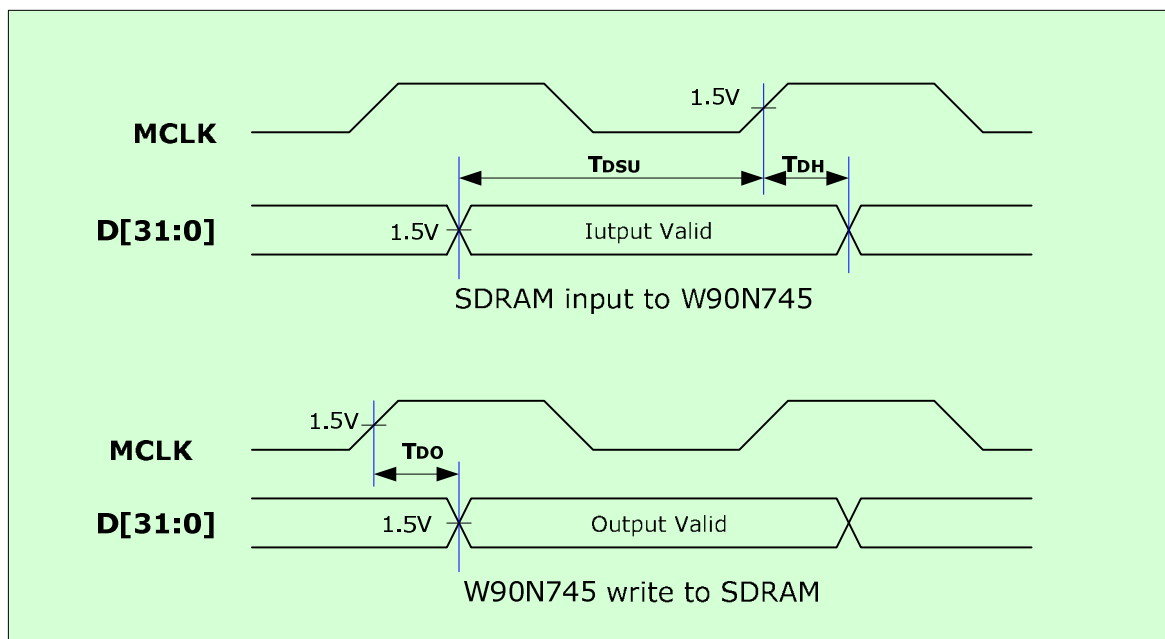 1.5V
MCLK
TDSU
TDH
D[31:0]
1.5V
Iutput Valid
SDRAM input to W90N745
1.5V
MCLK
TDO
D[31:0]
1.5V
Output Valid
W90N745 write to SDRAM